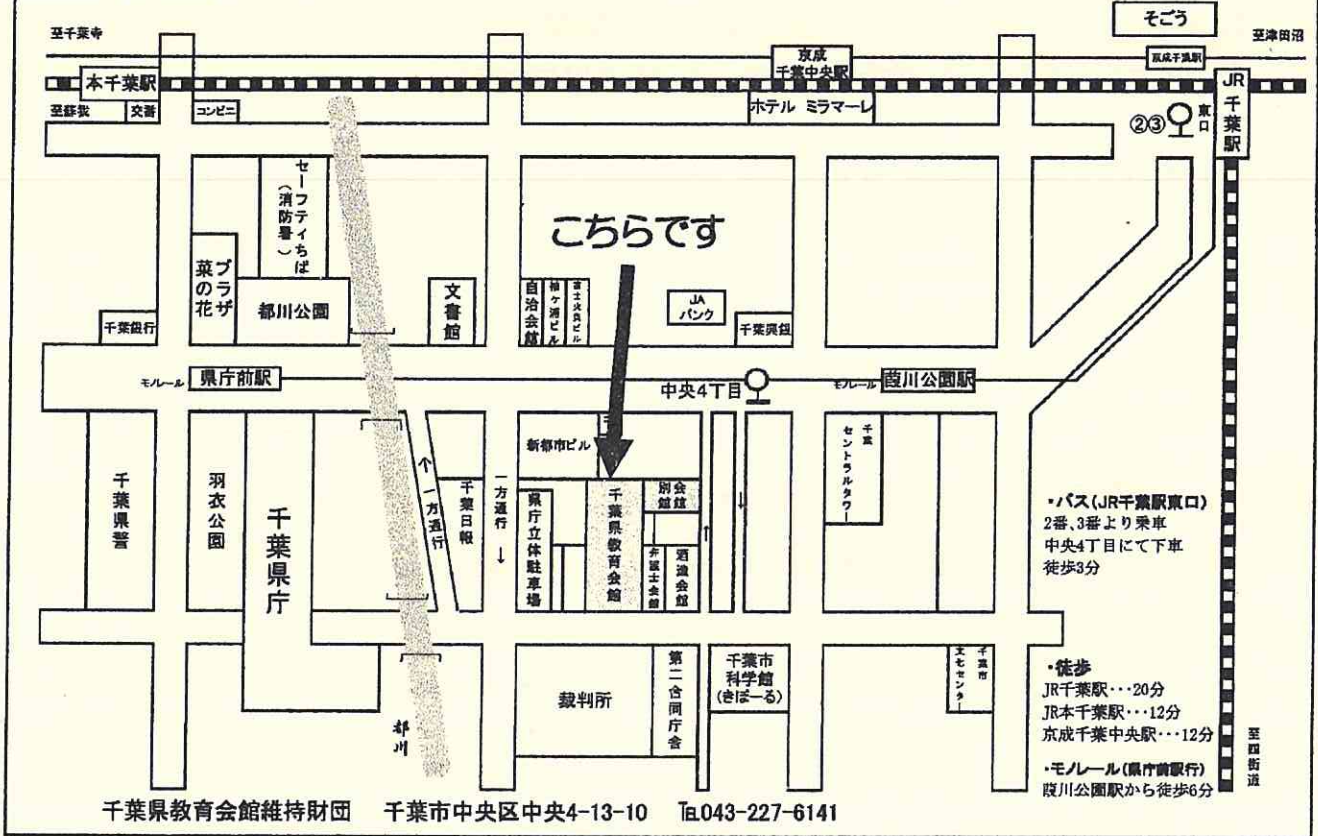 そごう
至千葉寺
至津田沼
京成
千葉中央駅
京成千葉駅
本千葉駅
JR
千葉駅
東口
②③
至蘇我
交番
コンビニ
ホテル ミラマーレ
セーフティちば
(消防署)
こちらです
プラザ
菜の花
都川公園
文書館
自治会館
袖ケ浦ビル
富士火災ビル
JA
バンク
千葉銀行
千葉興銀
モノレール
県庁前駅
中央4丁目
モノレール
葭川公園駅
新都市ビル
千葉
セントラルタワー
千葉県警
羽衣公園
千葉県庁
↑一方通行
千葉日報
一方通行→
県庁立体駐車場
千葉県教育会館
会館
別館
弁護士会館
酒造会館
↑
↓
・バス(JR千葉駅東口)
2番、3番より乗車
中央4丁目にて下車
徒歩3分
裁判所
第二合同庁舎
千葉市
科学館
(きぼーる)
千葉市
文化センター
都川
・徒歩
JR千葉駅・・・20分
JR本千葉駅・・・12分
京成千葉中央駅・・・12分
・モノレール(県庁前駅行)
葭川公園駅から徒歩6分
至四街道
千葉県教育会館維持財団 千葉市中央区中央4-13-10 ℡043-227-6141